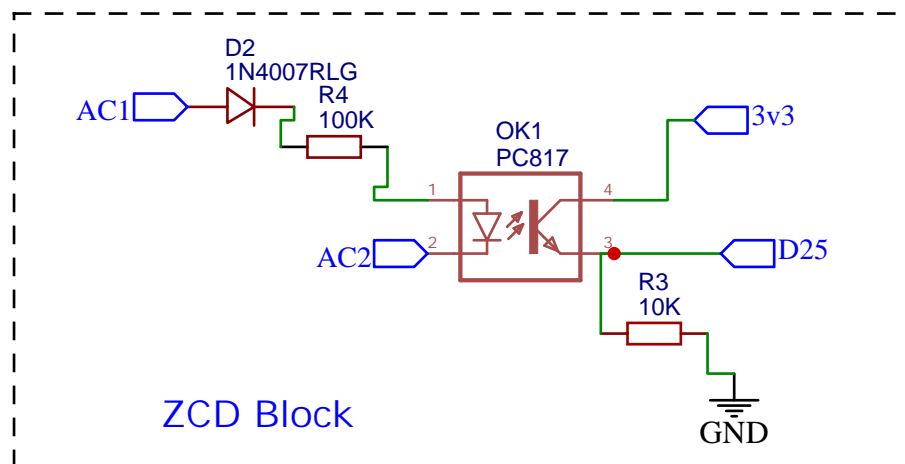 D2
1N4007RLG
AC1
R4
100K
OK1
PC817
3v3
1
4
AC2
2
3
D25
R3
10K
ZCD Block
GND